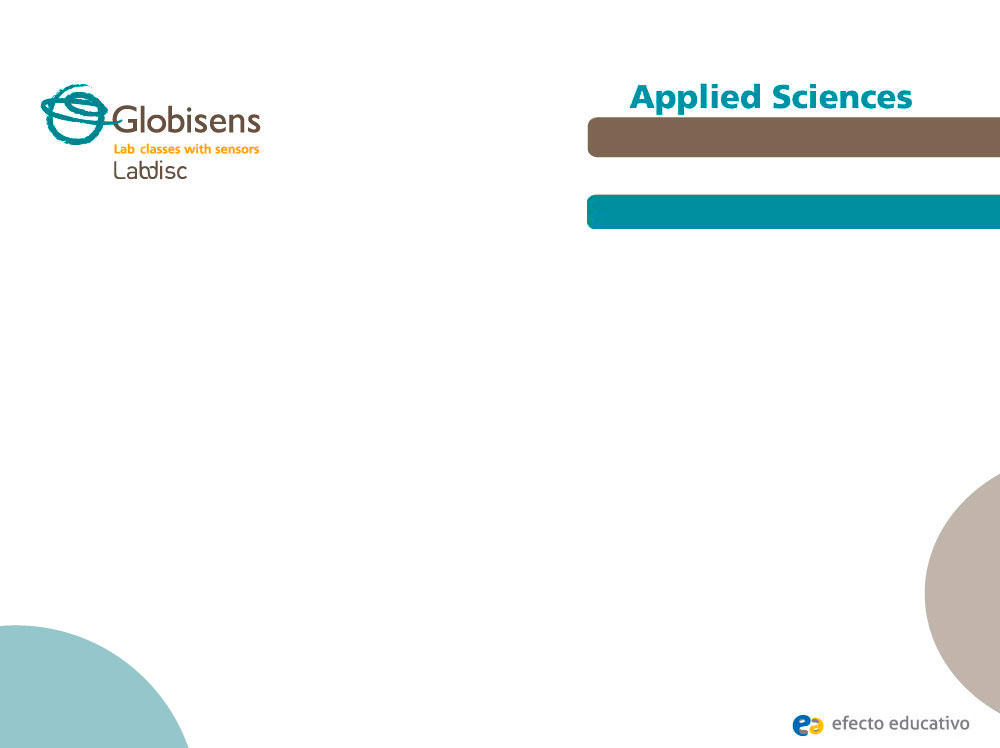 Globisens
Lab classes with sensors
Labdisc
Applied Sciences
efecto educativo